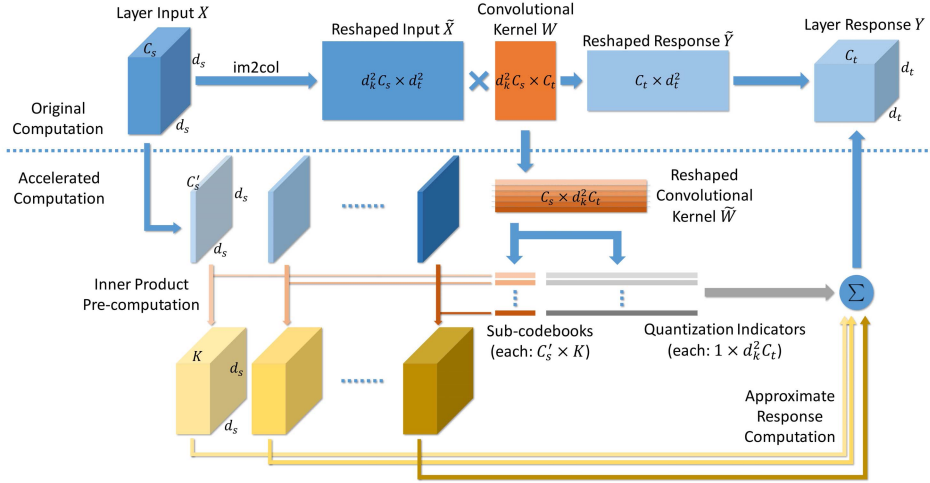 Layer Input X
Reshaped Input X̃
Convolutional
Kernel W
Reshaped Response Ỹ
Layer Response Y
C_s
d_s
d_s
im2col
d_k^2 C_s × d_t^2
×
d_k^2 C_s × C_t
C_t × d_t^2
C_t
d_t
d_t
Original
Computation
Accelerated
Computation
C_s′
d_s
d_s
C_s × d_k^2 C_t
Reshaped
Convolutional
Kernel W̃
Inner Product
Pre-computation
∑
Sub-codebooks
(each: C_s′ × K)
Quantization Indicators
(each: 1 × d_k^2 C_t)
K
d_s
d_s
Approximate
Response
Computation